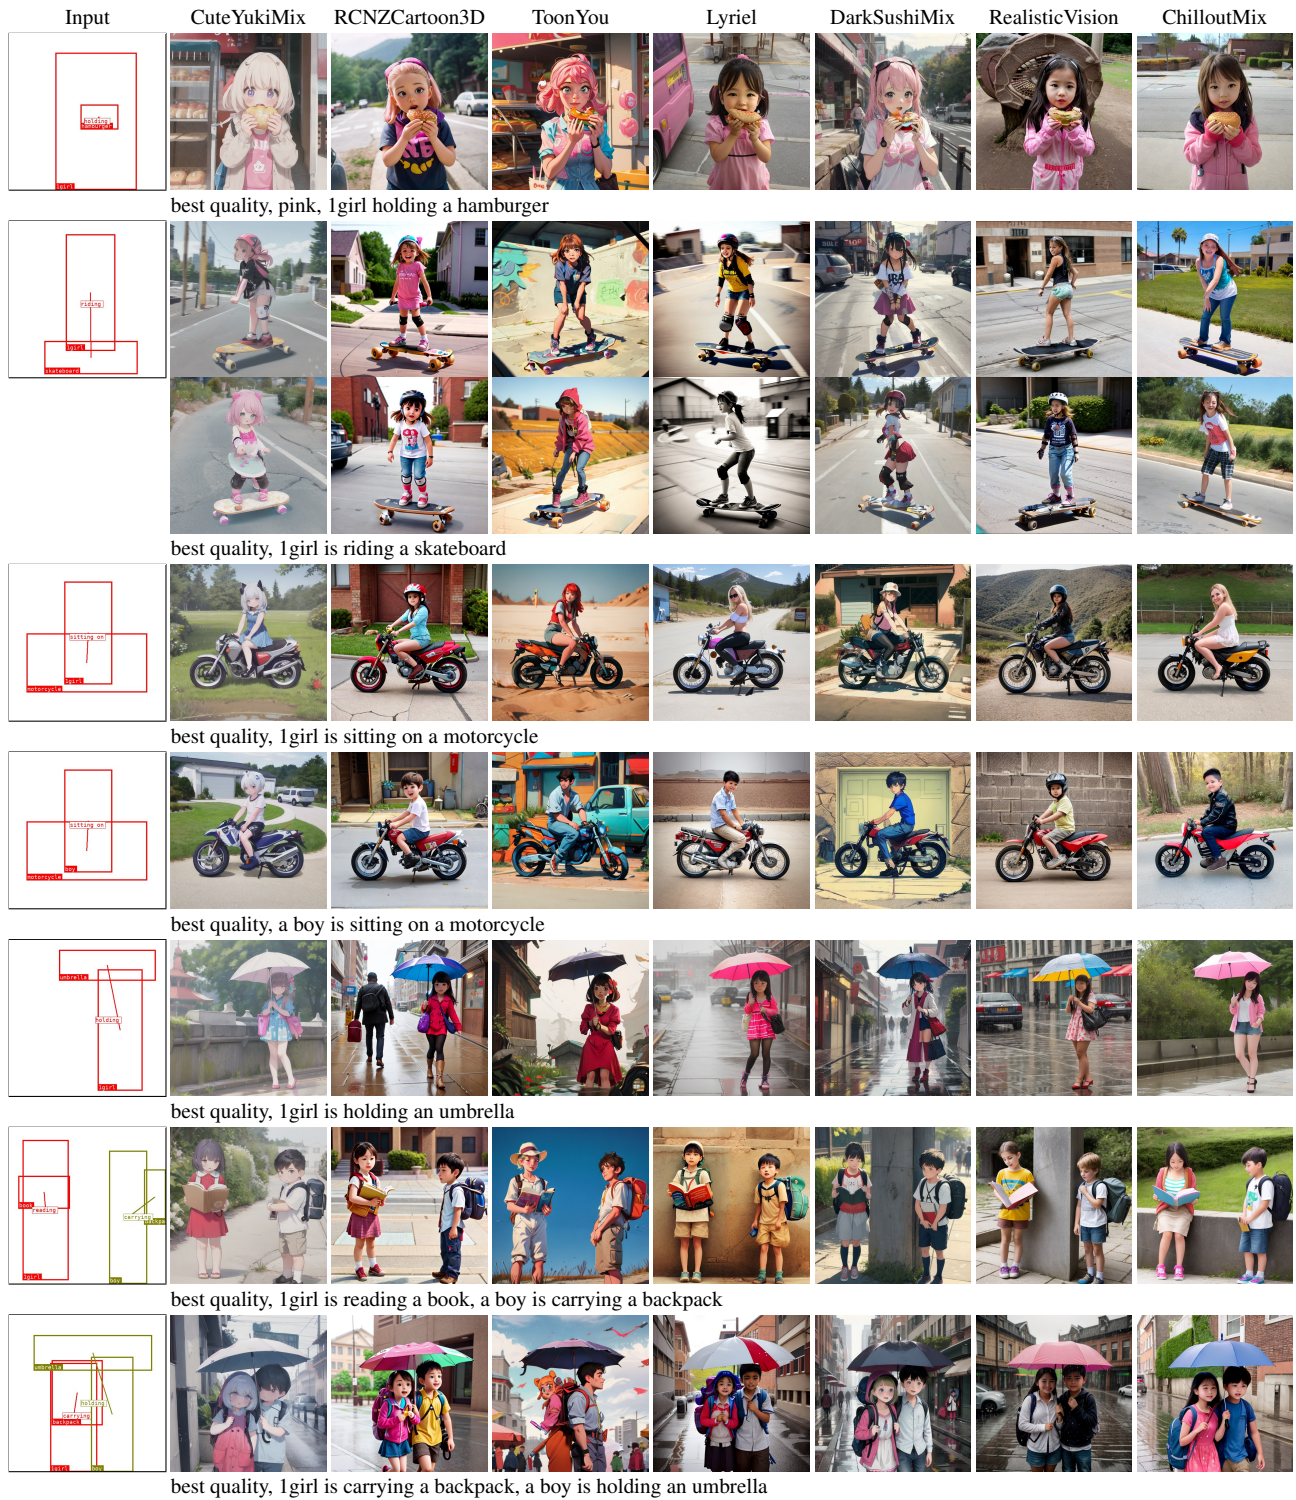 Input CuteYukiMix RCNZCartoon3D ToonYou Lyriel DarkSushiMix RealisticVision ChilloutMix
holding
hamburger
1girl
best quality, pink, 1girl holding a hamburger
riding
1girl
skateboard
best quality, 1girl is riding a skateboard
sitting on
1girl
motorcycle
best quality, 1girl is sitting on a motorcycle
sitting on
boy
motorcycle
best quality, a boy is sitting on a motorcycle
umbrella
holding
1girl
best quality, 1girl is holding an umbrella
book
reading
carrying
1girl
boy
best quality, 1girl is reading a book, a boy is carrying a backpack
umbrella
holding
carrying
backpack
1girl
boy
best quality, 1girl is carrying a backpack, a boy is holding an umbrella